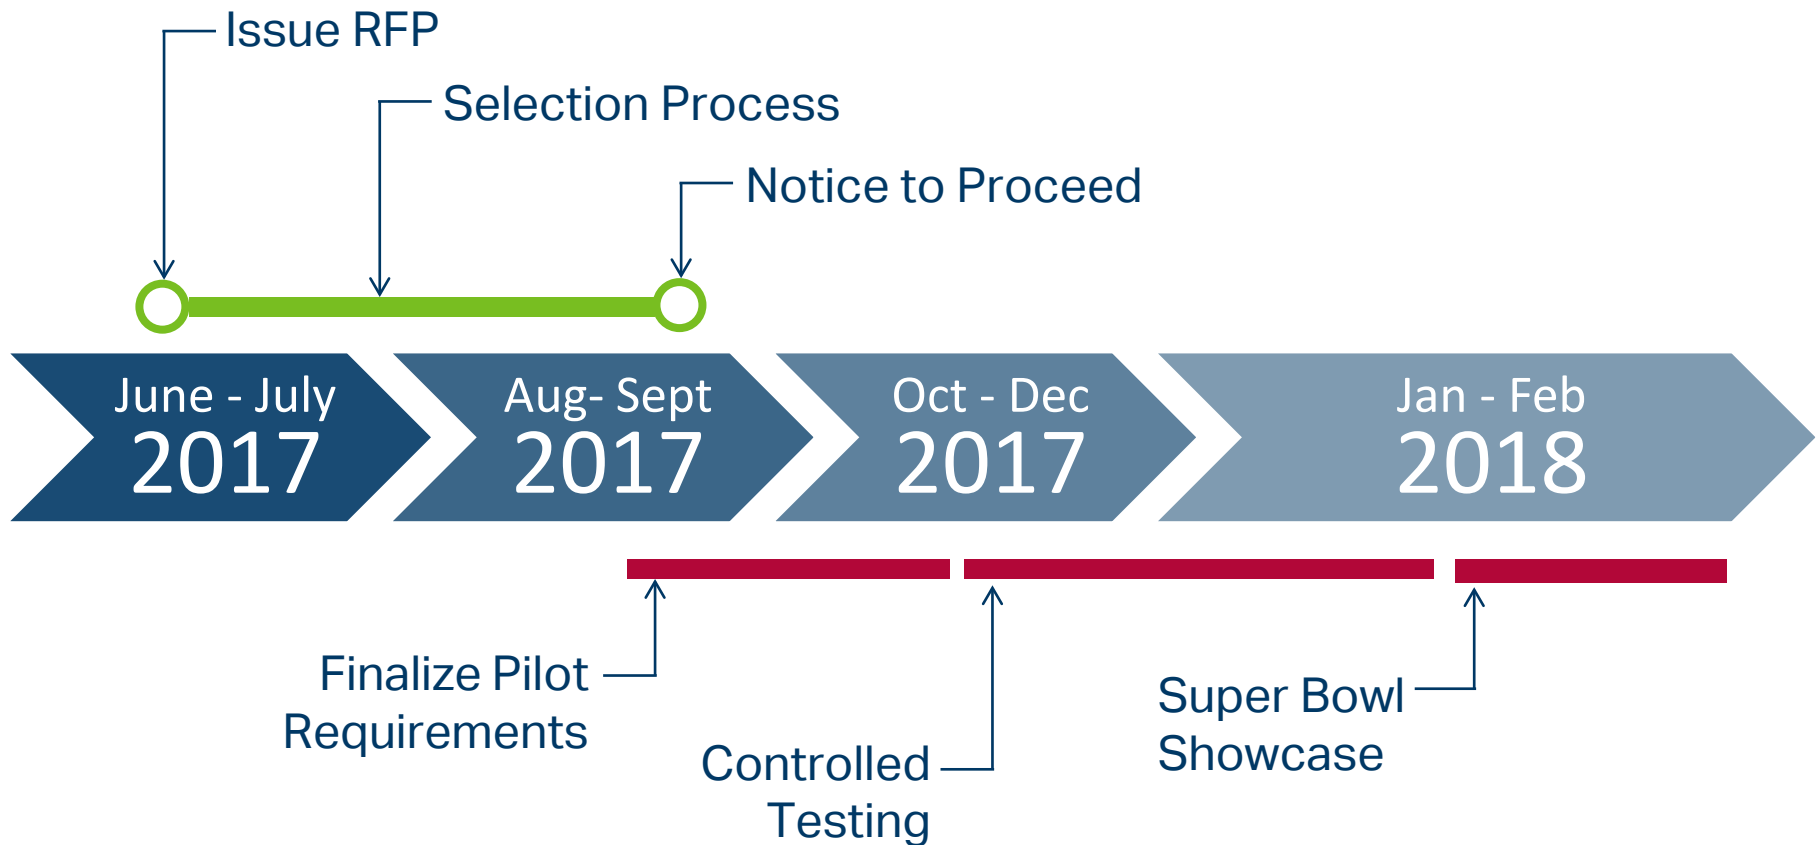 Issue RFP
Selection Process
Notice to Proceed
June - July
2017
Aug- Sept
2017
Oct - Dec
2017
Jan - Feb
2018
Finalize Pilot
Requirements
Controlled
Testing
Super Bowl
Showcase